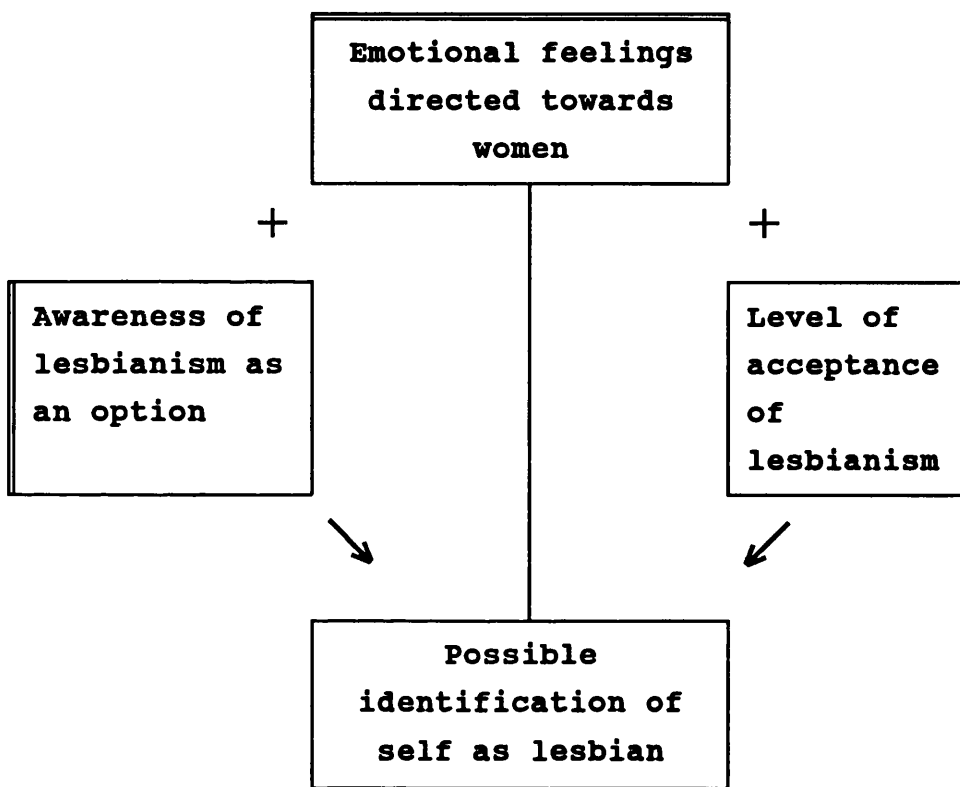 Emotional feelings
directed towards
women
+
+
Awareness of
lesbianism as
an option
Level of
acceptance
of
lesbianism
Possible
identification of
self as lesbian